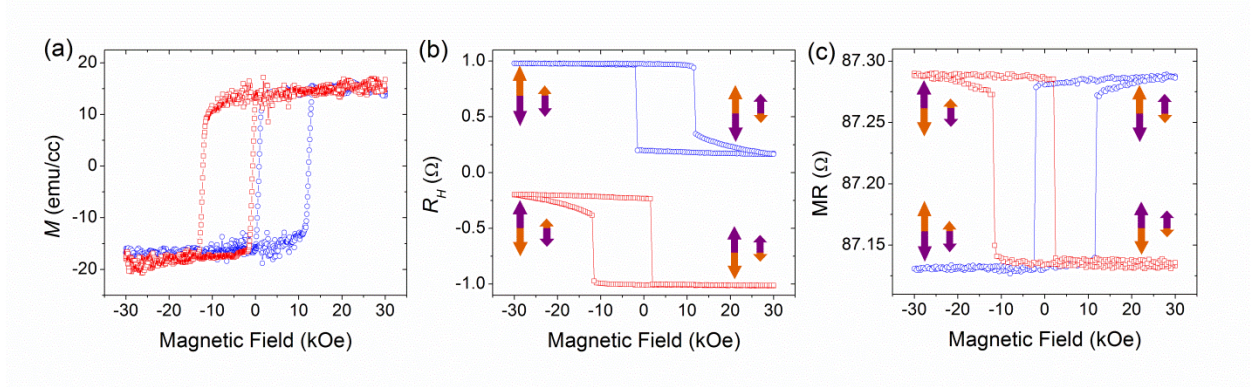 (a)
20
10
0
-10
-20
M (emu/cc)
-30 -20 -10 0 10 20 30
Magnetic Field (kOe)
(b)
1.0
0.5
0.0
-0.5
-1.0
R_H (Ω)
-30 -20 -10 0 10 20 30
Magnetic Field (kOe)
(c)
87.30
87.25
87.20
87.15
MR (Ω)
-30 -20 -10 0 10 20 30
Magnetic Field (kOe)